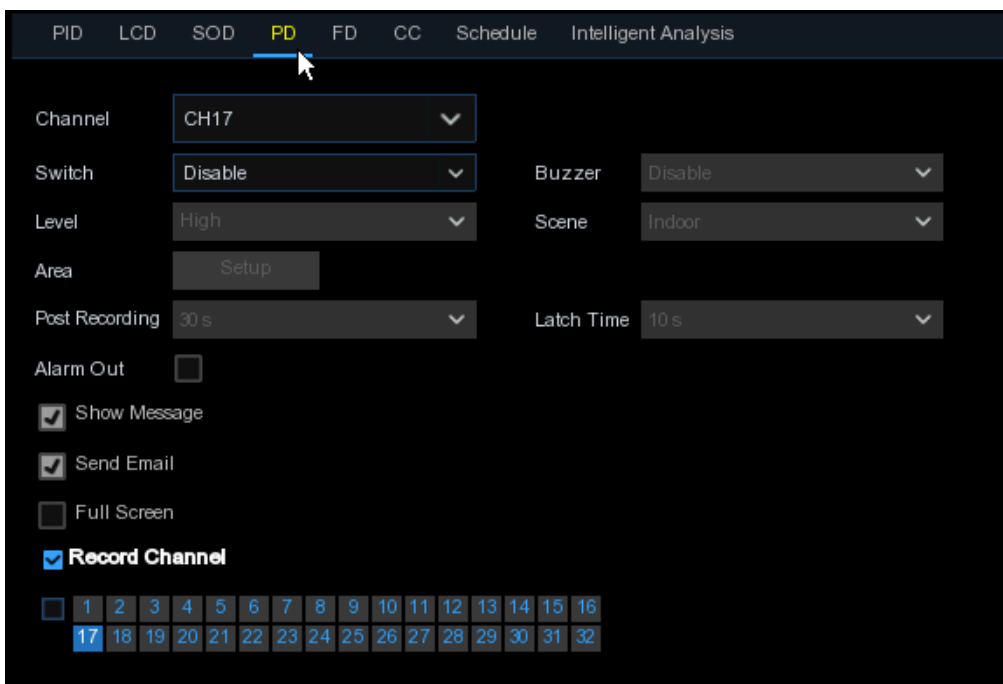 PID LCD SOD PD FD CC Schedule Intelligent Analysis
Channel CH17
Switch Disable Buzzer Disable
Level High Scene Indoor
Area Setup
Post Recording 30 s Latch Time 10 s
Alarm Out
Show Message
Send Email
Full Screen
Record Channel
1 2 3 4 5 6 7 8 9 10 11 12 13 14 15 16
17 18 19 20 21 22 23 24 25 26 27 28 29 30 31 32